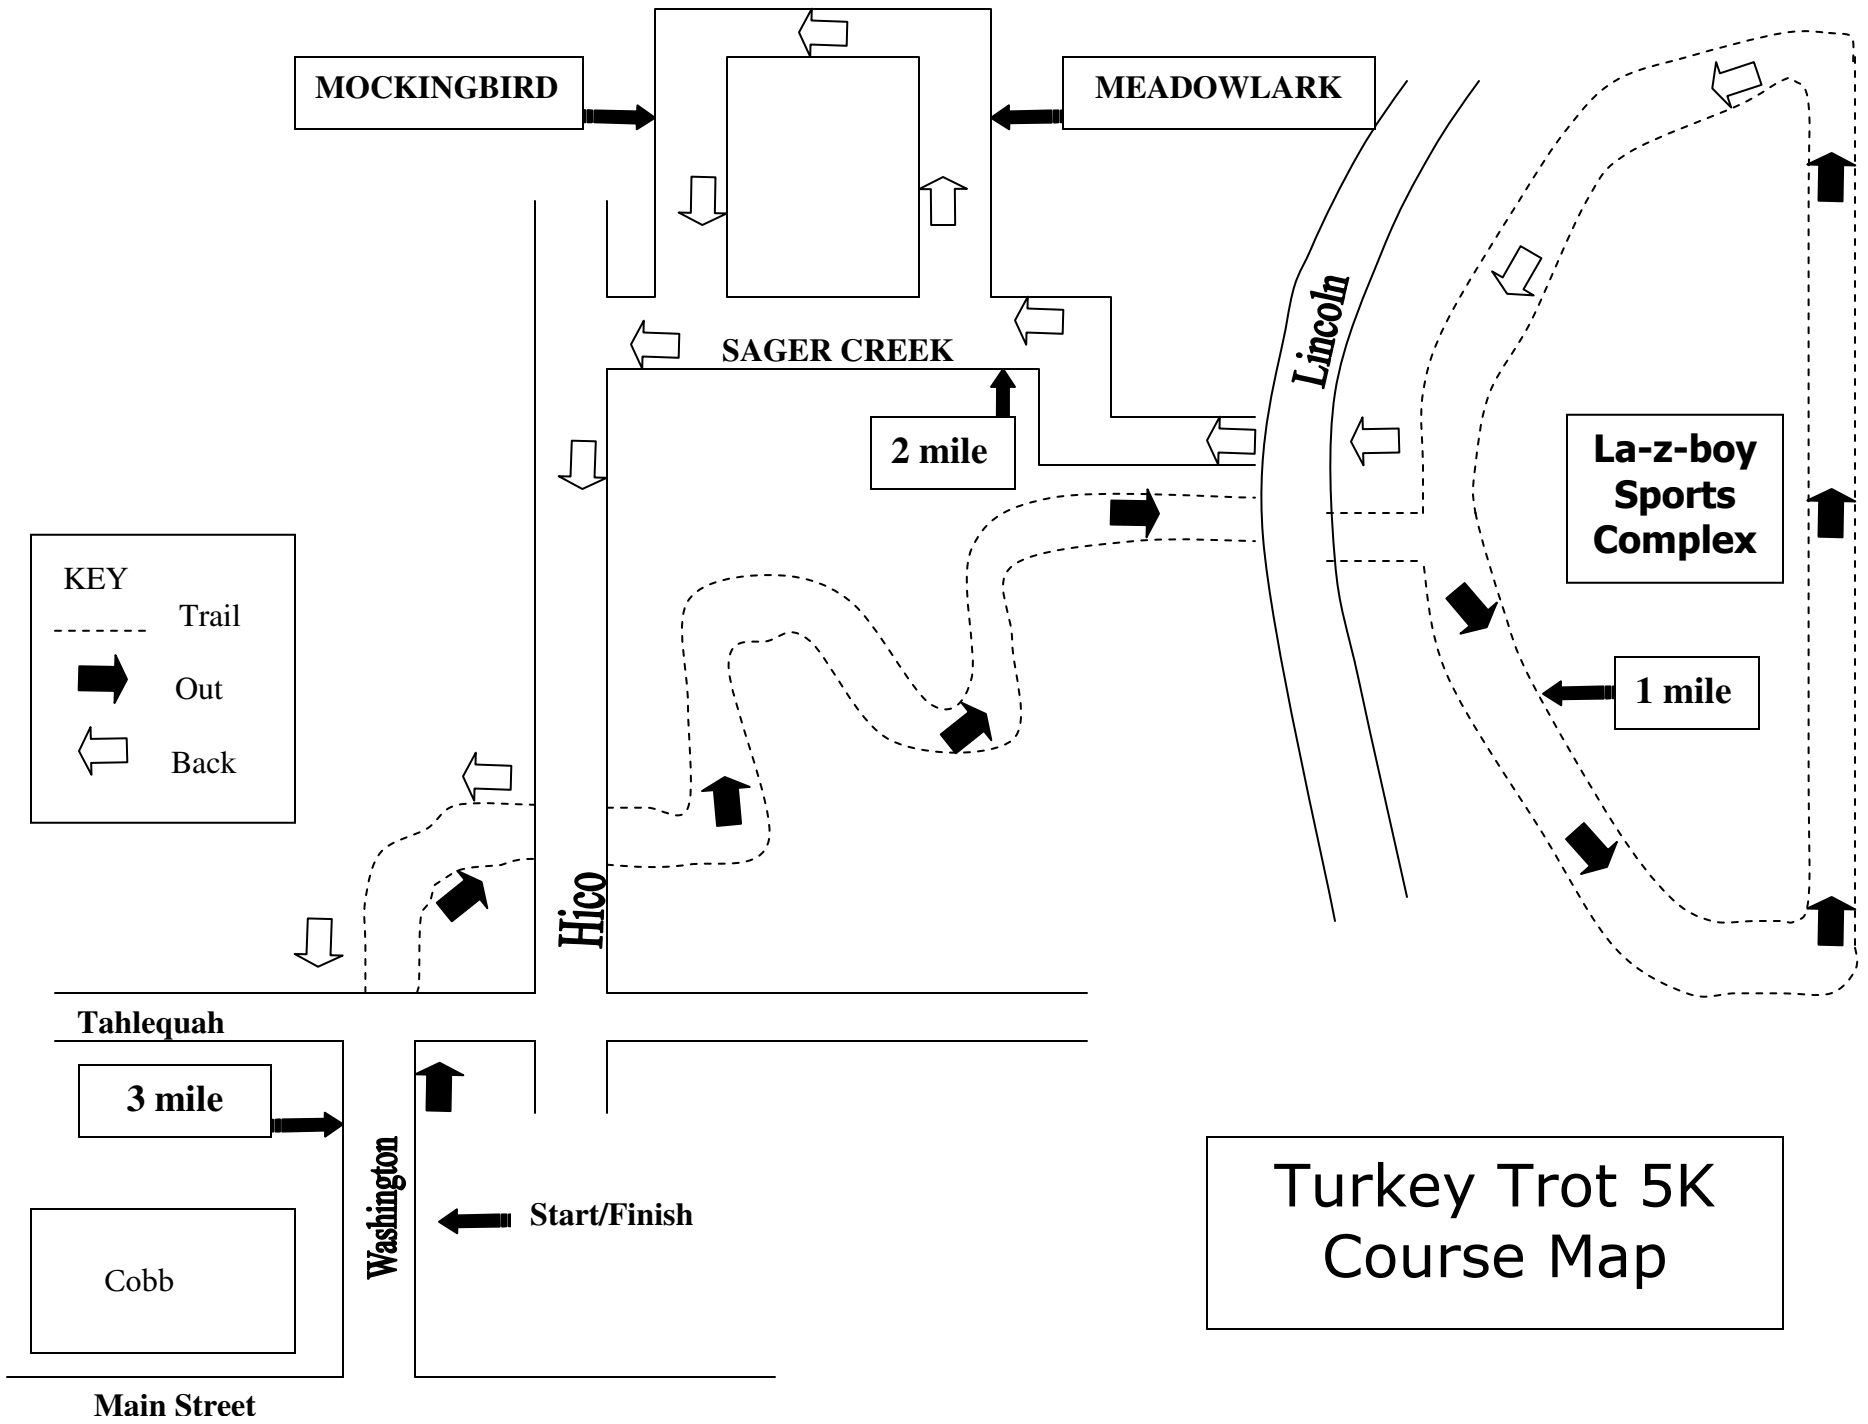 MOCKINGBIRD
MEADOWLARK
Lincoln
SAGER CREEK
2 mile
La-z-boy
Sports
Complex
KEY
Trail
Out
Back
1 mile
Hico
Tahlequah
3 mile
Washington
Start/Finish
Cobb
Main Street
Turkey Trot 5K
Course Map